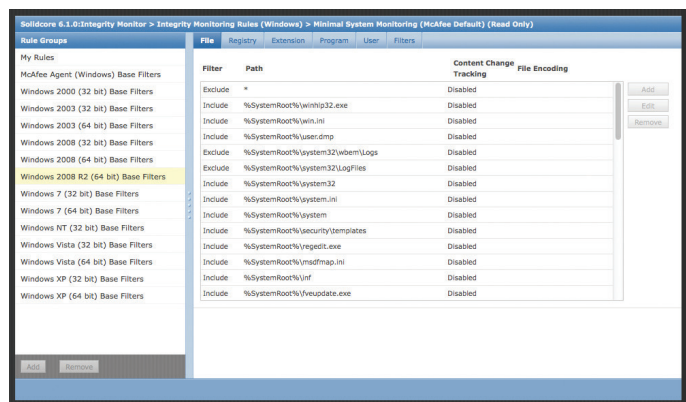 Solidcore 6.1.0:Integrity Monitor > Integrity Monitoring Rules (Windows) > Minimal System Monitoring (McAfee Default) (Read Only)
Rule Groups
My Rules
McAfee Agent (Windows) Base Filters
Windows 2000 (32 bit) Base Filters
Windows 2003 (32 bit) Base Filters
Windows 2003 (64 bit) Base Filters
Windows 2008 (32 bit) Base Filters
Windows 2008 (64 bit) Base Filters
Windows 2008 R2 (64 bit) Base Filters
Windows 7 (32 bit) Base Filters
Windows 7 (64 bit) Base Filters
Windows NT (32 bit) Base Filters
Windows Vista (32 bit) Base Filters
Windows Vista (64 bit) Base Filters
Windows XP (32 bit) Base Filters
Windows XP (64 bit) Base Filters
Add Remove
File Registry Extension Program User Filters
Filter Path Content Change Tracking File Encoding
Exclude * Disabled
Include %SystemRoot%\winhlp32.exe Disabled
Include %SystemRoot%\win.ini Disabled
Include %SystemRoot%\user.dmp Disabled
Exclude %SystemRoot%\system32\wbem\Logs Disabled
Exclude %SystemRoot%\system32\LogFiles Disabled
Include %SystemRoot%\system32 Disabled
Include %SystemRoot%\system.ini Disabled
Include %SystemRoot%\system Disabled
Include %SystemRoot%\security\templates Disabled
Include %SystemRoot%\regedit.exe Disabled
Include %SystemRoot%\msdfmap.ini Disabled
Include %SystemRoot%\inf Disabled
Include %SystemRoot%\fveupdate.exe Disabled
Add
Edit
Remove